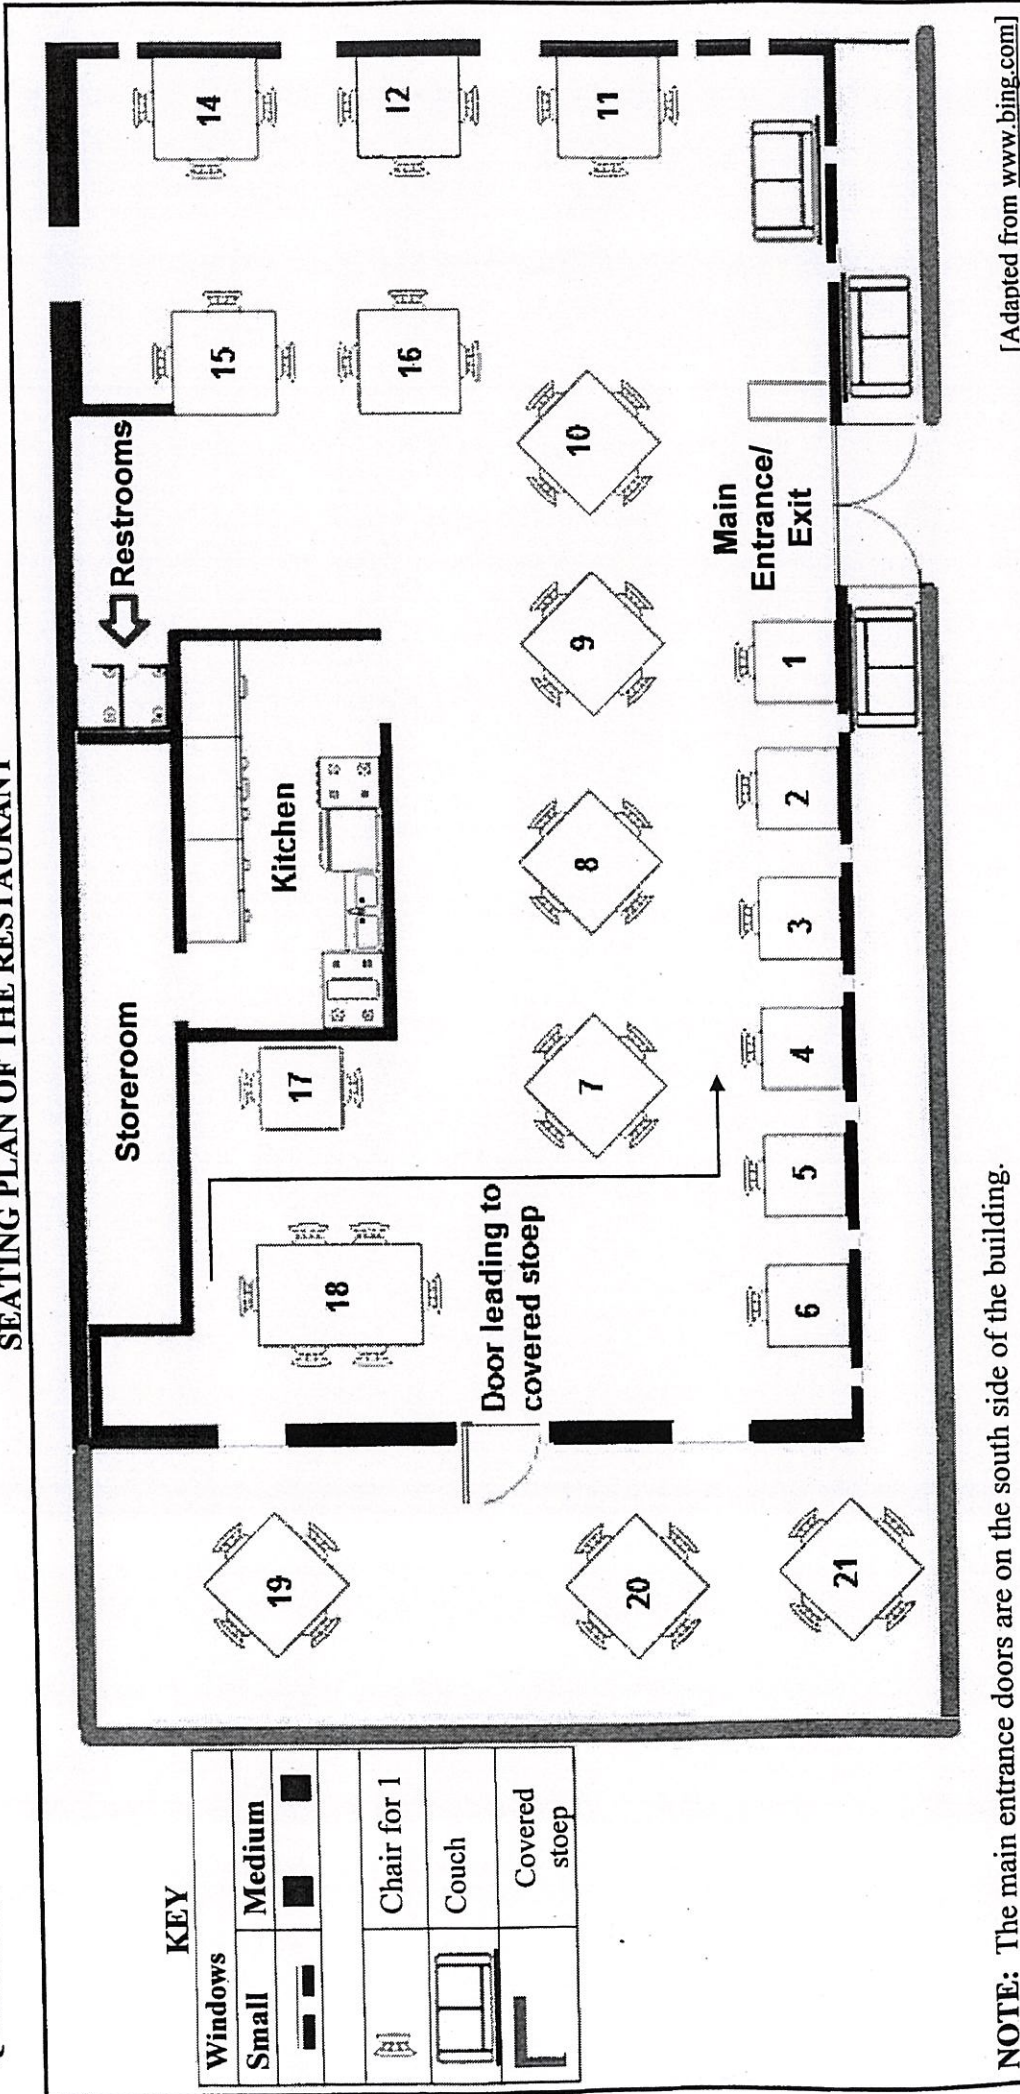 SEATING PLAN OF THE RESTAURANT
KEY
Windows
Small
Medium
Chair for 1
Couch
Covered
stoep
Storeroom
Restrooms
Kitchen
Door leading to
covered stoep
Main
Entrance/
Exit
19
20
21
18
17
15
14
16
12
7
8
9
10
11
6
5
4
3
2
1
NOTE: The main entrance doors are on the south side of the building.
[Adapted from www.bing.com]